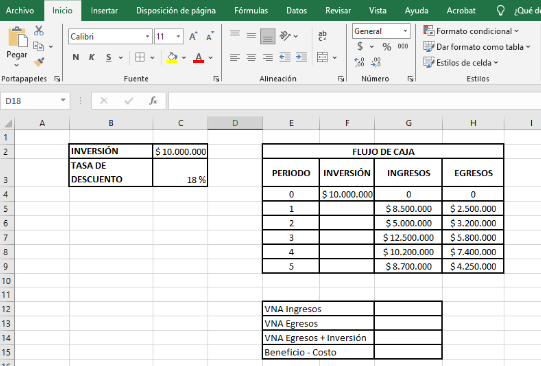 Archivo Inicio Insertar Disposición de página Fórmulas Datos Revisar Vista Ayuda Acrobat ¿Qué de
Calibri 11 A A General Formato condicional
Pegar N K S A ab c $ % 000 Dar formato como tabla
Estilos de celda
Portapapeles Fuente Alineación Número Estilos
D18 fx
A B C D E F G H I
1
2 INVERSIÓN $ 10.000.000 FLUJO DE CAJA
3 TASA DE DESCUENTO 18 % PERIODO INVERSIÓN INGRESOS EGRESOS
4 0 $ 10.000.000 0 0
5 1 $ 8.500.000 $ 2.500.000
6 2 $ 5.000.000 $ 3.200.000
7 3 $ 12.500.000 $ 5.800.000
8 4 $ 10.200.000 $ 7.400.000
9 5 $ 8.700.000 $ 4.250.000
10
11
12 VNA Ingresos
13 VNA Egresos
14 VNA Egresos + Inversión
15 Beneficio - Costo